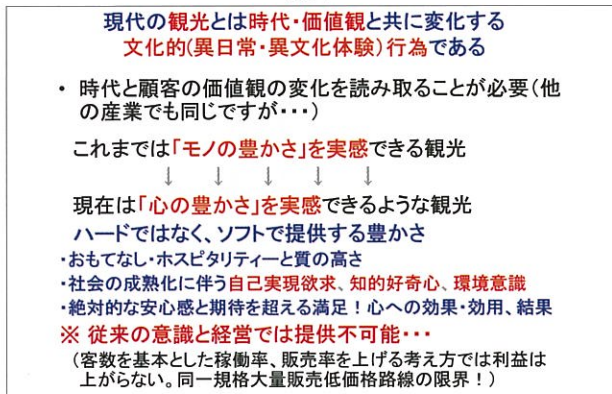 現代の観光とは時代・価値観と共に変化する
文化的(異日常・異文化体験)行為である
・ 時代と顧客の価値観の変化を読み取ることが必要(他
の産業でも同じですが・・・)
これまでは「モノの豊かさ」を実感できる観光
↓ ↓ ↓ ↓ ↓
現在は「心の豊かさ」を実感できるような観光
ハードではなく、ソフトで提供する豊かさ
・おもてなし・ホスピタリティーと質の高さ
・社会の成熟化に伴う自己実現欲求、知的好奇心、環境意識
・絶対的な安心感と期待を超える満足！心への効果・効用、結果
※ 従来の意識と経営では提供不可能・・・
(客数を基本とした稼働率、販売率を上げる考え方では利益は
上がらない。同一規格大量販売低価格路線の限界！)